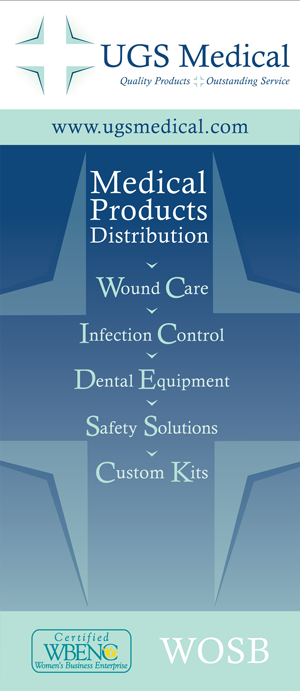 UGS Medical
Quality Products Outstanding Service
www.ugsmedical.com
Medical
Products
Distribution
Wound Care
Infection Control
Dental Equipment
Safety Solutions
Custom Kits
Certified
WBENC
Women's Business Enterprise
WOSB